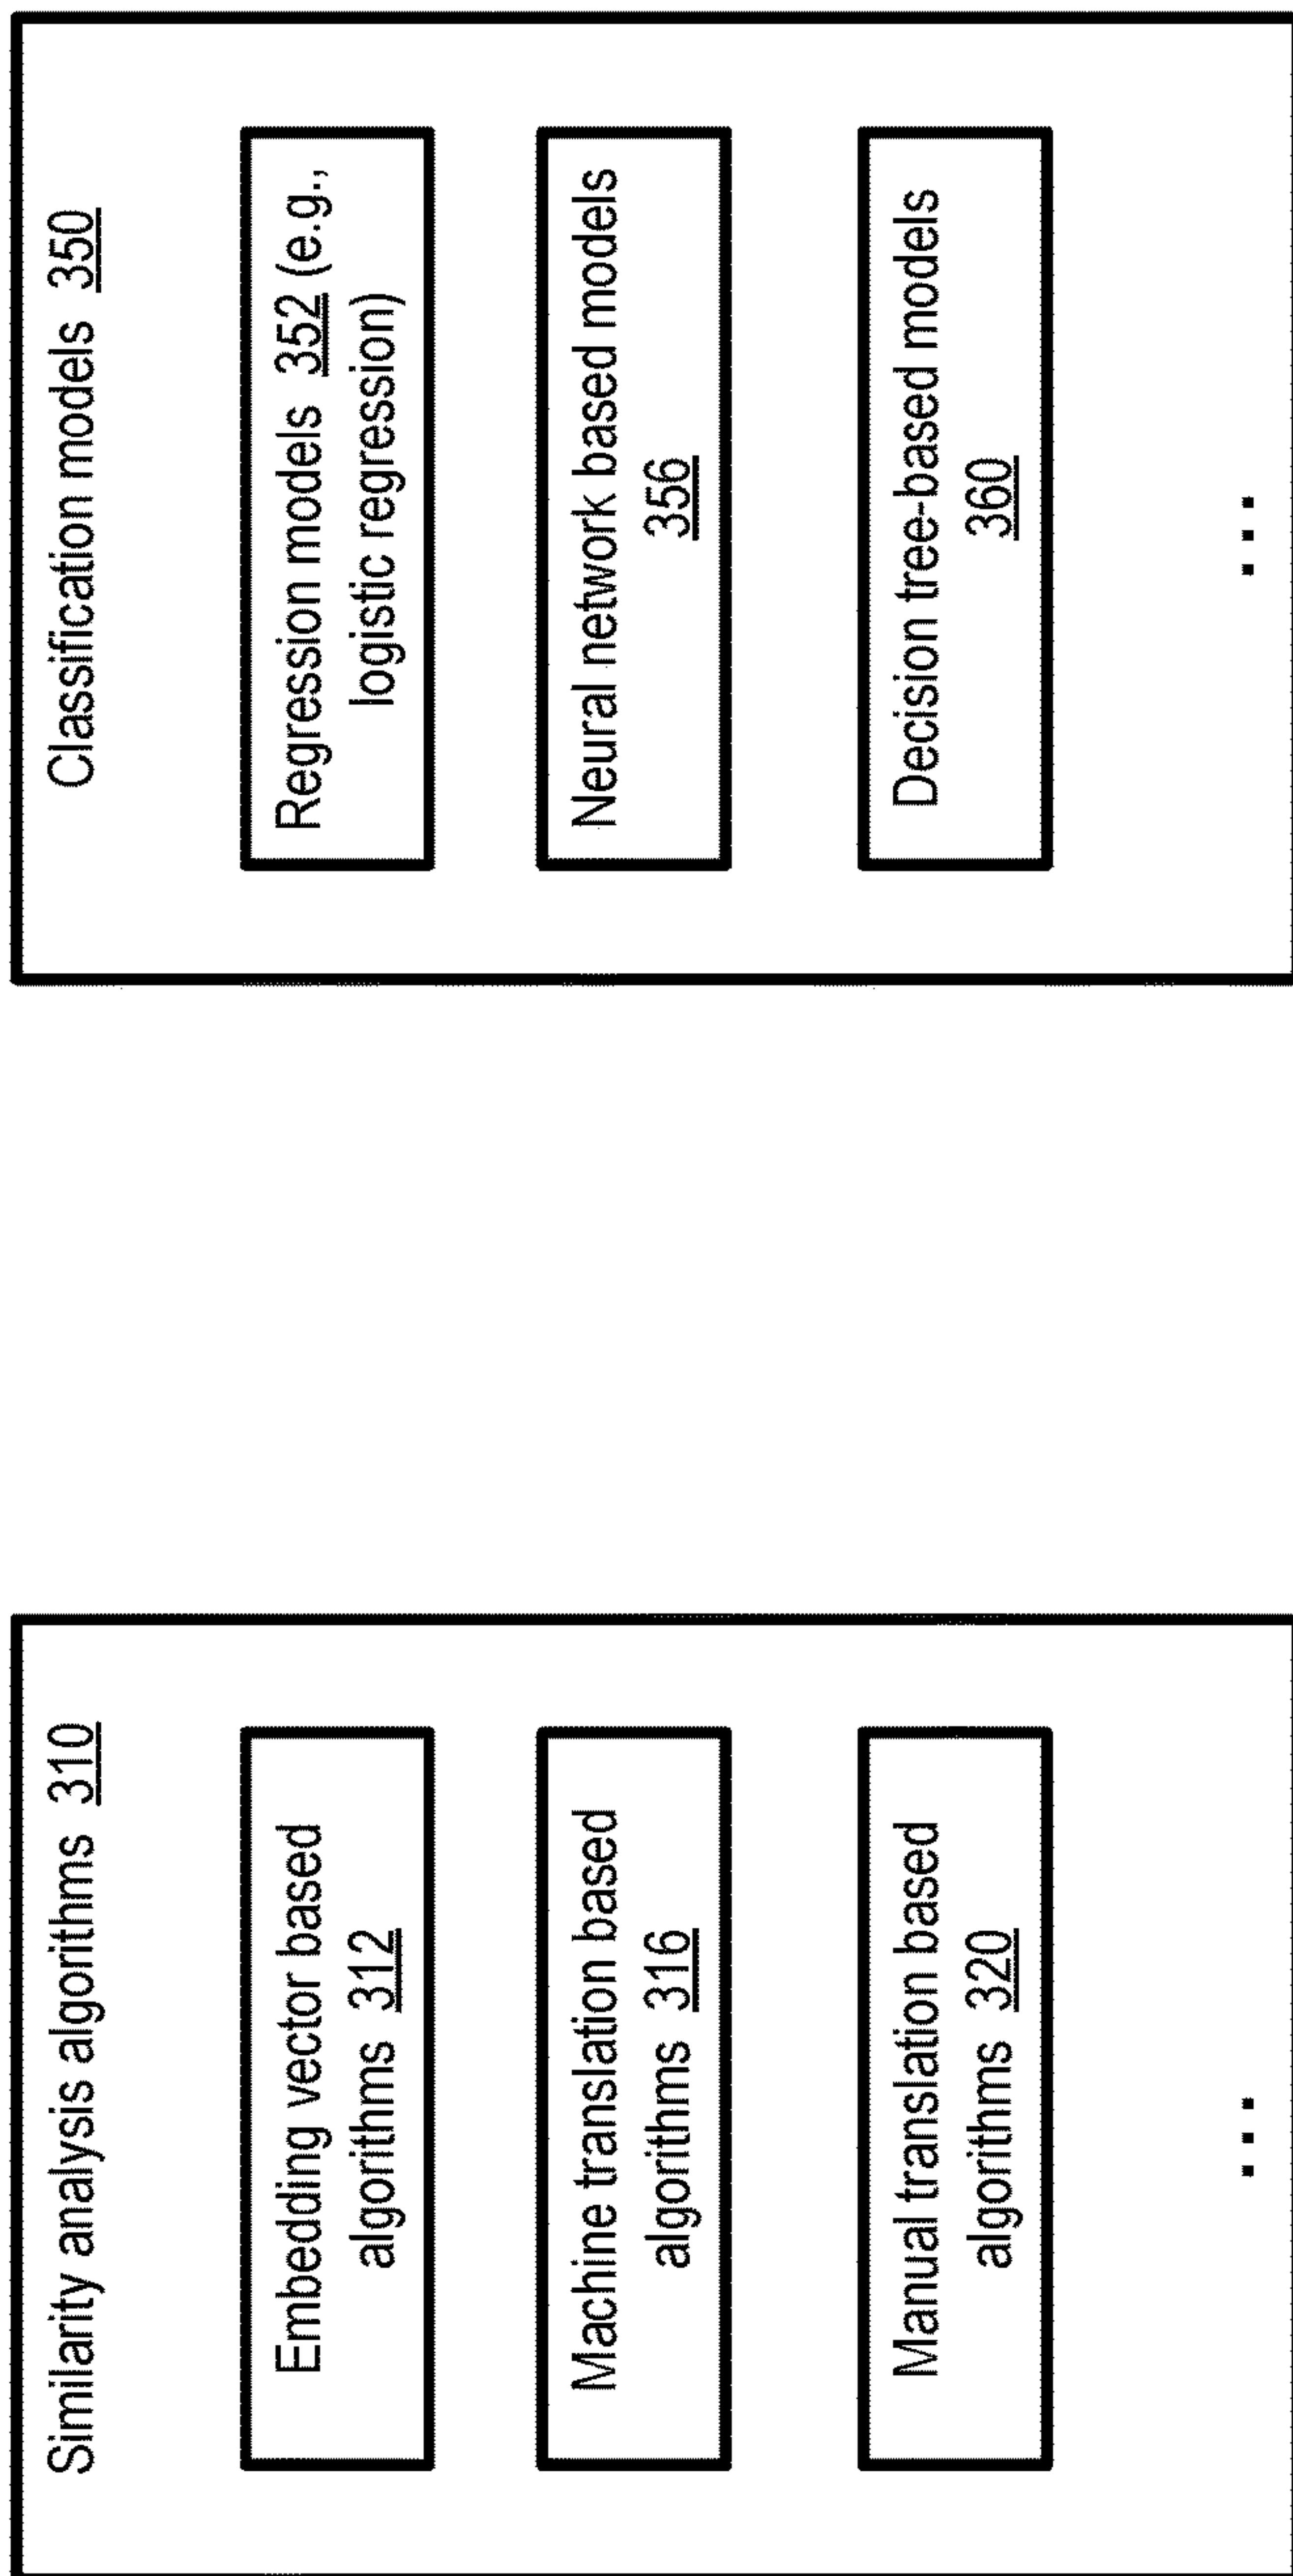 Similarity analysis algorithms 310
Embedding vector based
algorithms 312
Machine translation based
algorithms 316
Manual translation based
algorithms 320
...
Classification models 350
Regression models 352 (e.g.,
logistic regression)
Neural network based models
356
Decision tree-based models
360
...